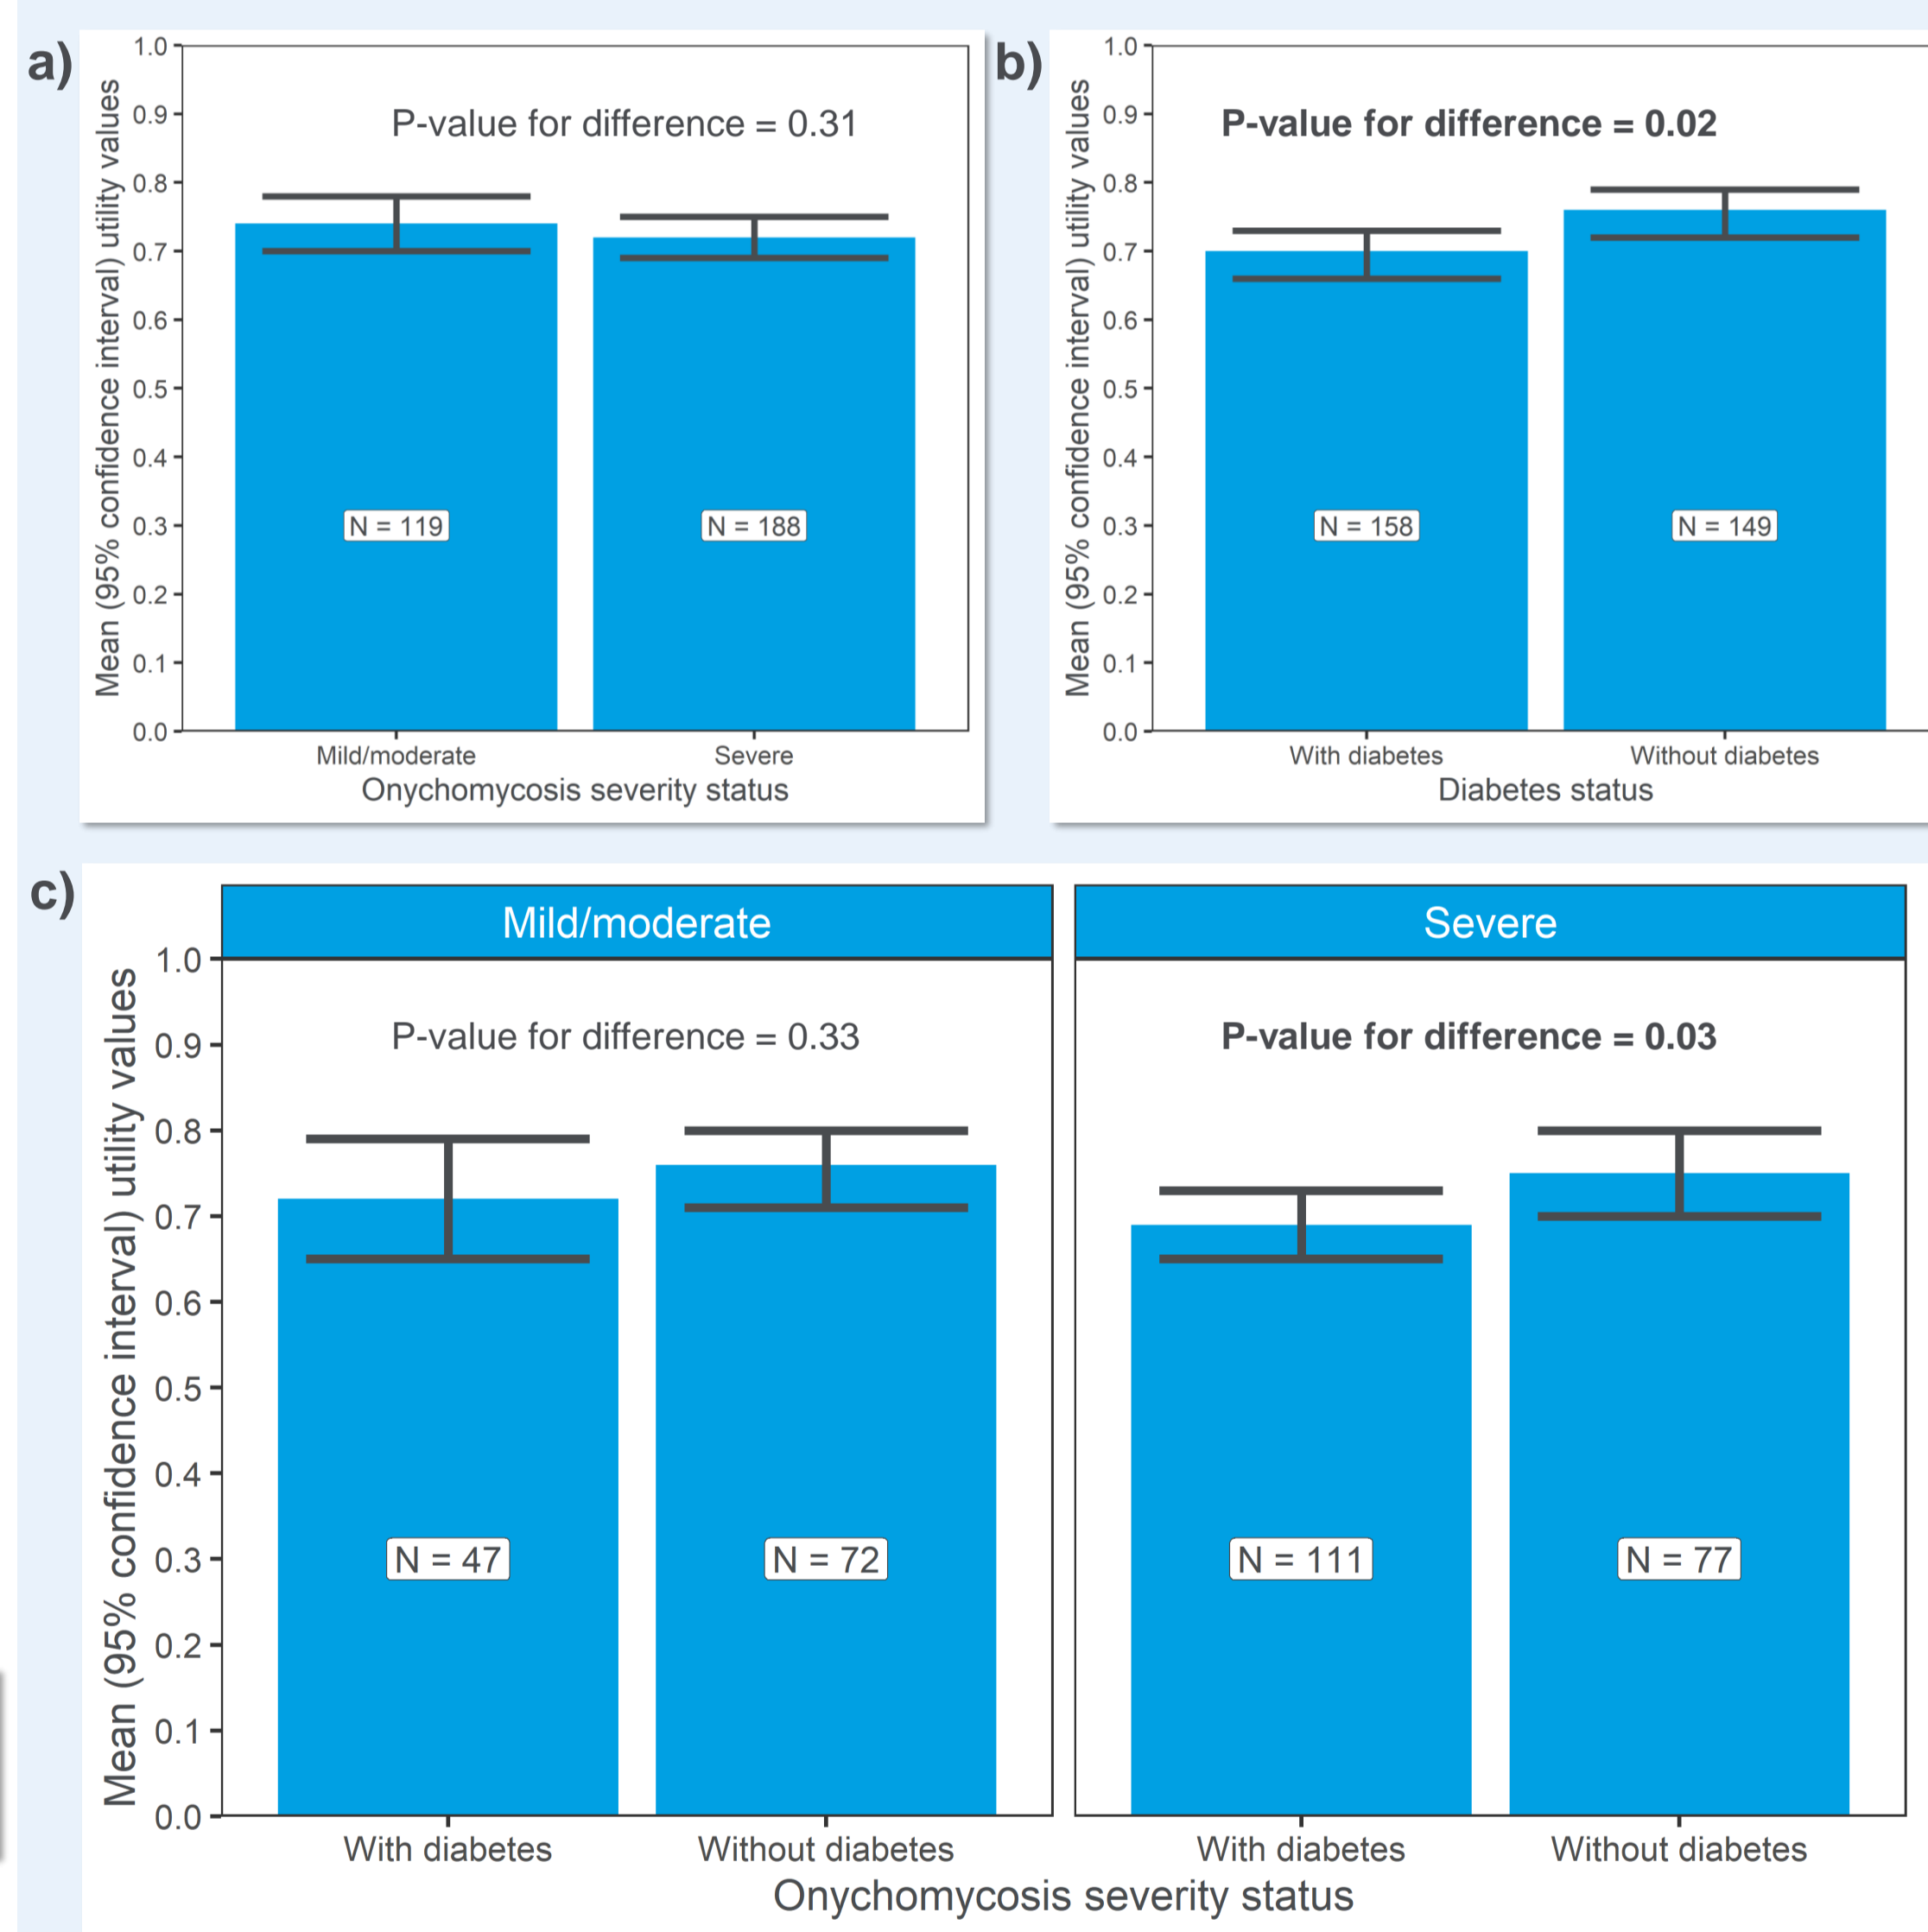 a)
Mean (95% confidence interval) utility values
1.0
0.9
0.8
0.7
0.6
0.5
0.4
0.3
0.2
0.1
0.0
P-value for difference = 0.31
N = 119
N = 188
Mild/moderate
Severe
Onychomycosis severity status
b)
Mean (95% confidence interval) utility values
1.0
0.9
0.8
0.7
0.6
0.5
0.4
0.3
0.2
0.1
0.0
P-value for difference = 0.02
N = 158
N = 149
With diabetes
Without diabetes
Diabetes status
c)
Mean (95% confidence interval) utility values
1.0
0.9
0.8
0.7
0.6
0.5
0.4
0.3
0.2
0.1
0.0
Mild/moderate
P-value for difference = 0.33
N = 47
N = 72
With diabetes
Without diabetes
Severe
P-value for difference = 0.03
N = 111
N = 77
With diabetes
Without diabetes
Onychomycosis severity status